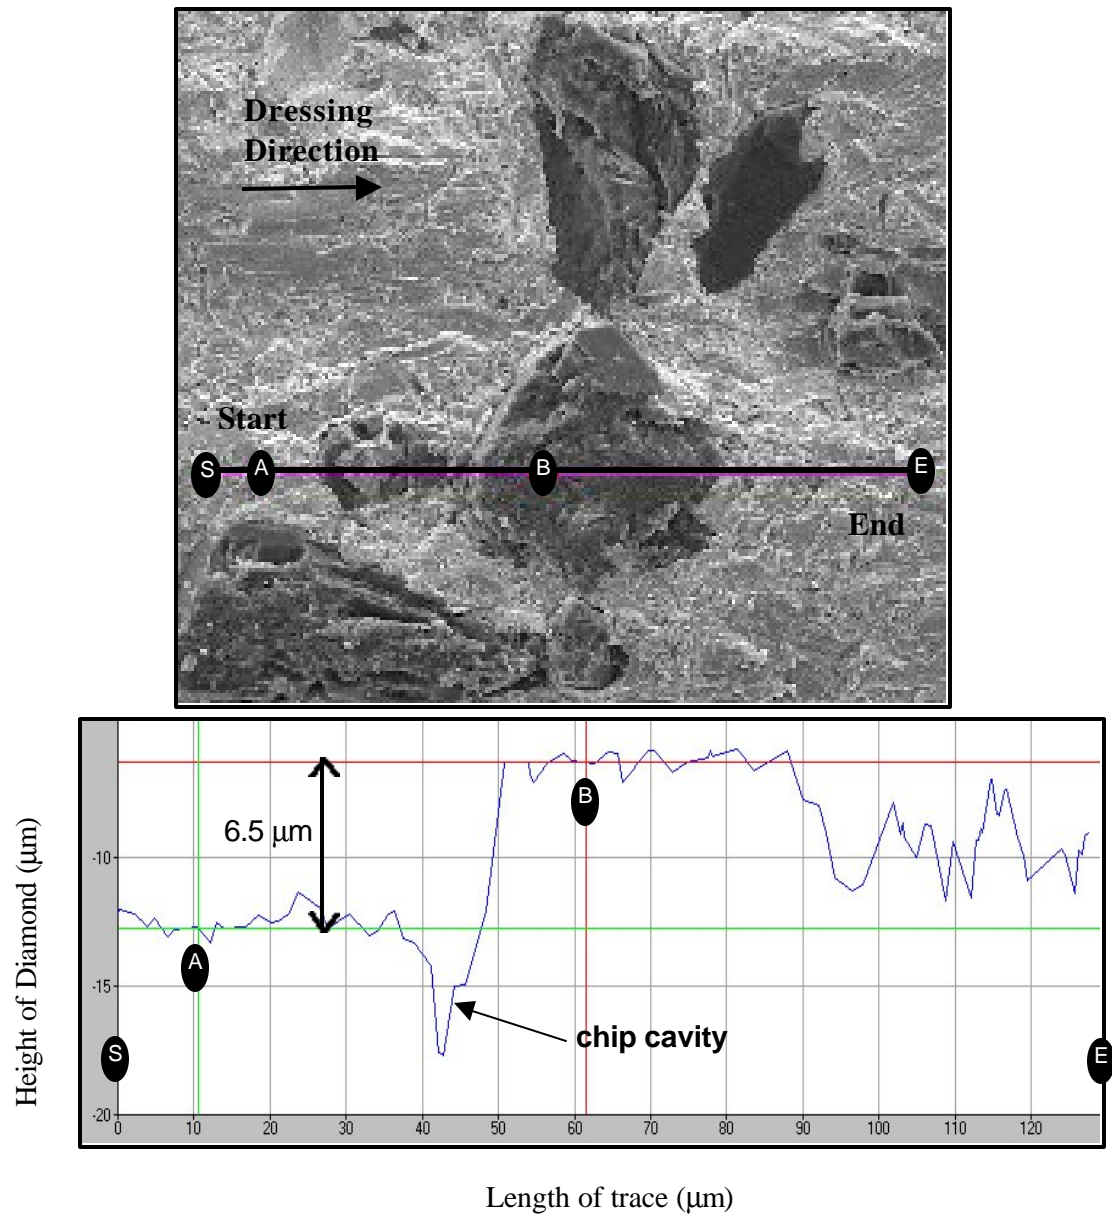 Dressing
Direction
Start
S A B E
End
6.5 μm
B
A
S
chip cavity
E
-10
-15
-20
0 10 20 30 40 50 60 70 80 90 100 110 120
Height of Diamond (μm)
Length of trace (μm)